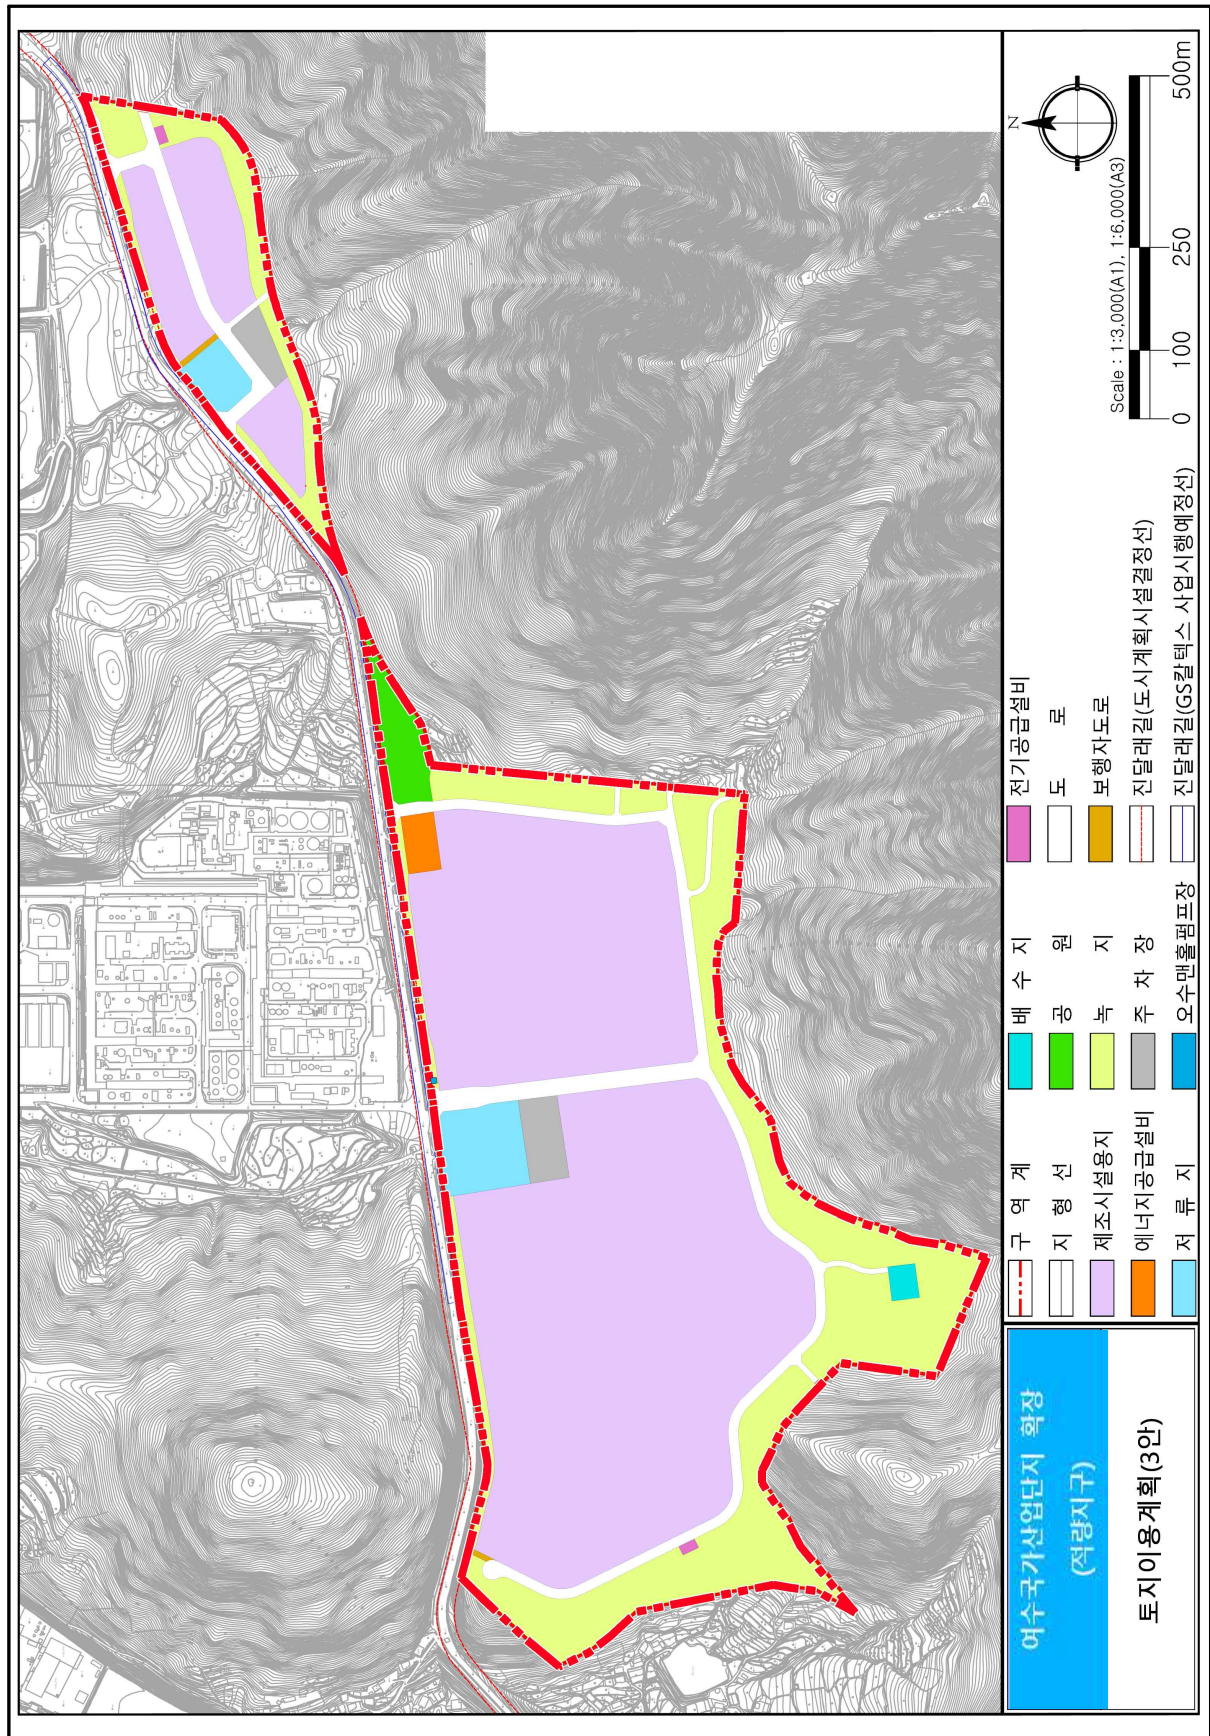 여수국가산업단지 확장
(적량지구)
토지이용계획(3안)
구 역 계
지 형 선
제조시설용지
에너지공급설비
저 류 지
배 수 지
공 원
녹 지
주 차 장
오수맨홀펌프장
전기공급설비
도 로
보행자도로
진달래길(도시계획시설결정선)
진달래길(GS칼텍스 사업시행예정선)
N
Scale : 1:3,000(A1), 1:6,000(A3)
0 100 250 500m